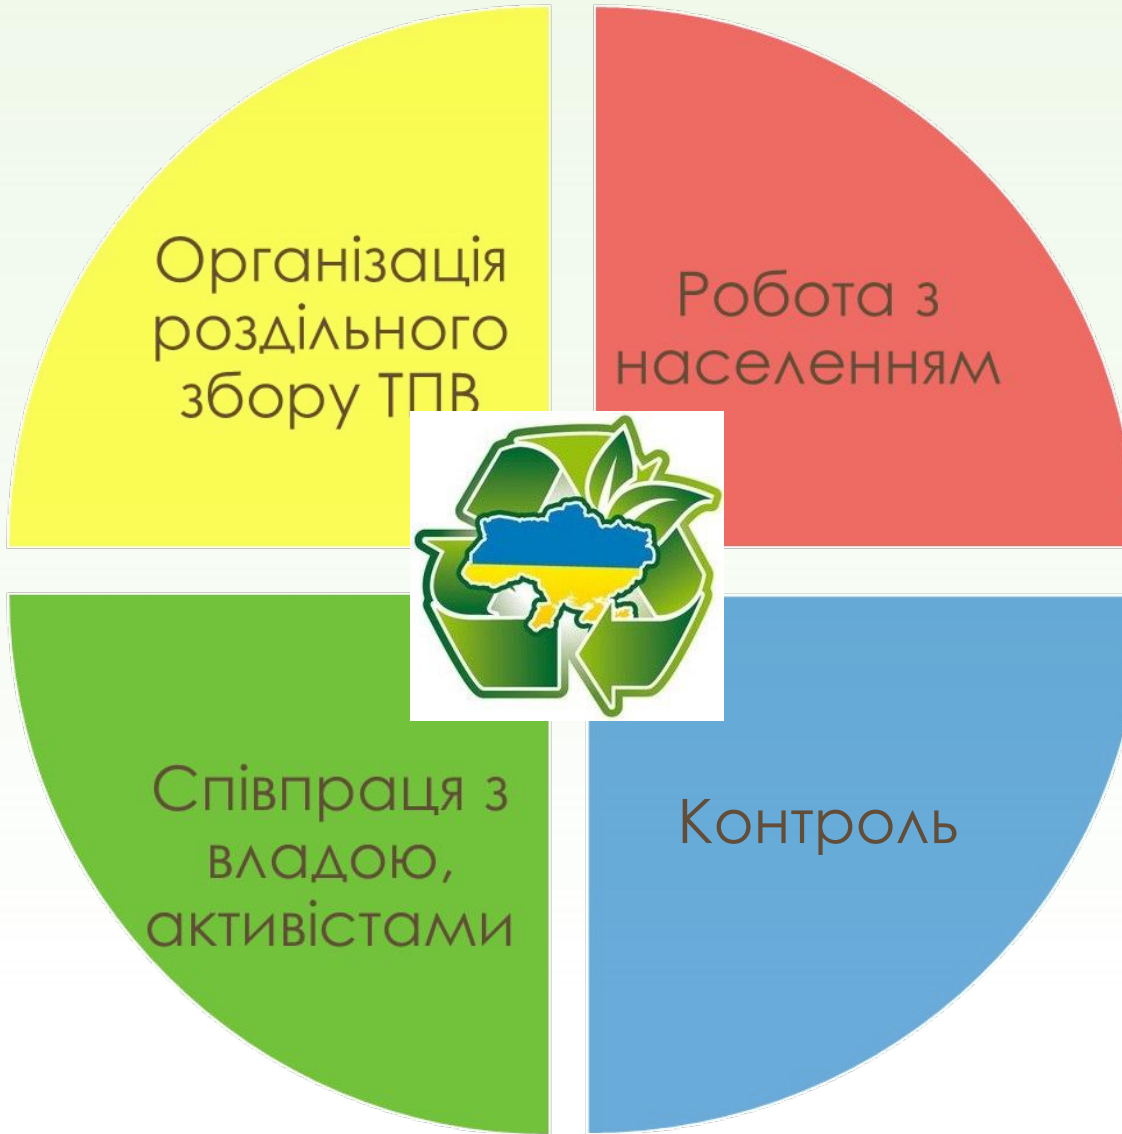 Організація
роздільного
збору ТПВ
Робота з
населенням
Співпраця з
владою,
активістами
Контроль